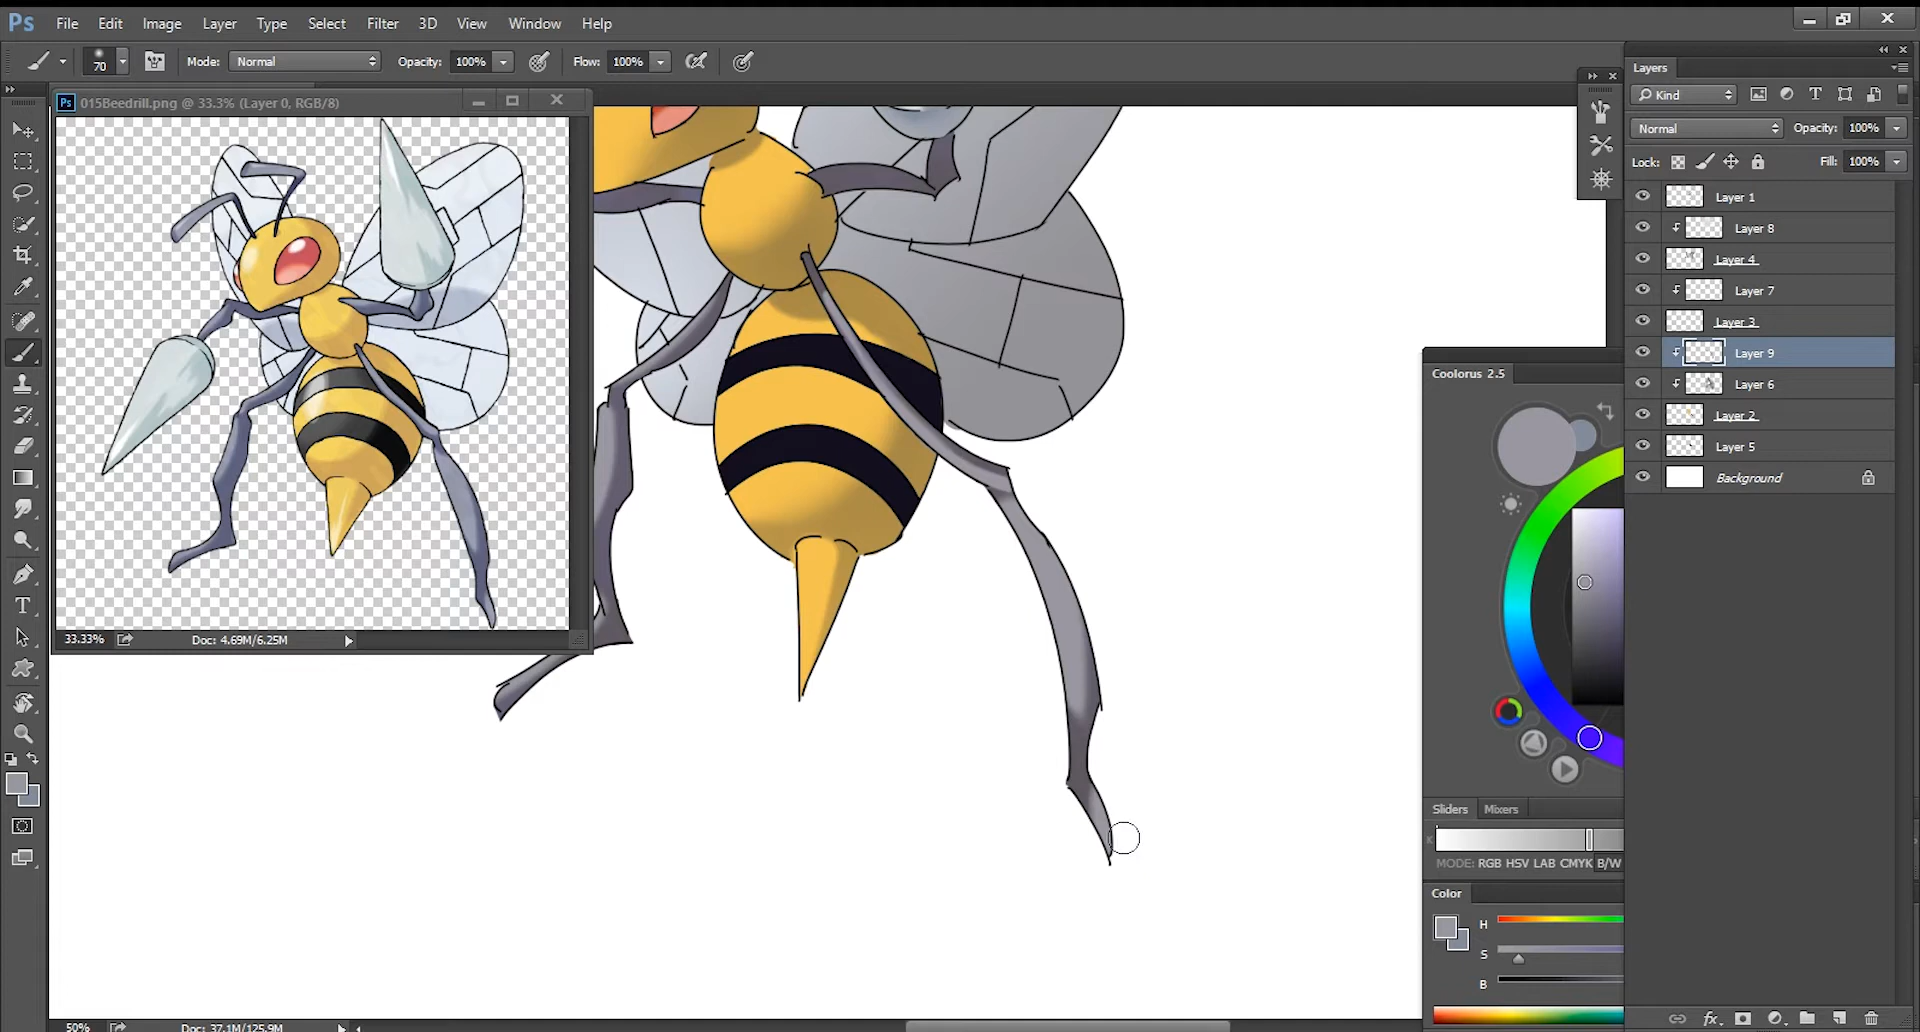 Ps File Edit Image Layer Type Select Filter 3D View Window Help
70 Mode: Normal Opacity: 100% Flow: 100%
Ps 015Beedrill.png @ 33.3% (Layer 0, RGB/8)
33.33% Doc: 4.69M/6.25M
50% Doc: 37.1M/125.9M
Coolorus 2.5
Sliders Mixers
K
MODE: RGB HSV LAB CMYK B/W
Color
H
S
B
Layers
Kind
Normal Opacity: 100%
Lock: Fill: 100%
Layer 1
Layer 8
Layer 4
Layer 7
Layer 3
Layer 9
Layer 6
Layer 2
Layer 5
Background
fx